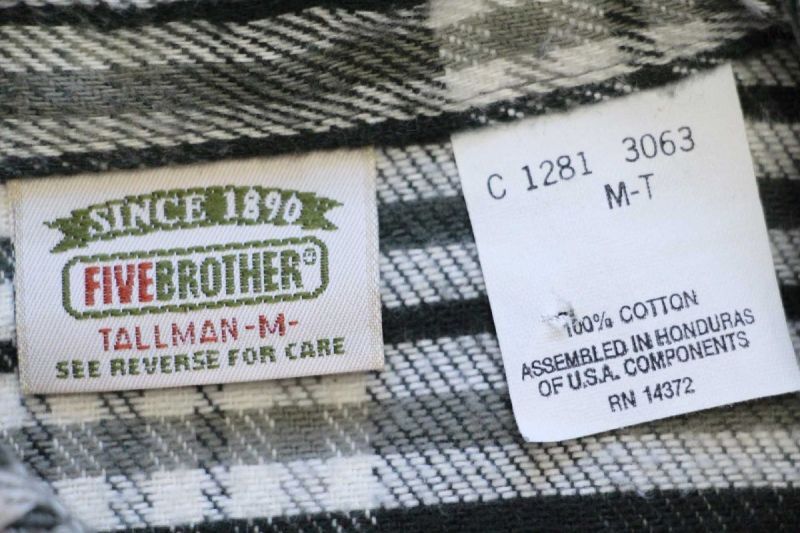 SINCE 1890
FIVEBROTHER®
TALLMAN-M-
SEE REVERSE FOR CARE
C 1281 3063
M-T
100% COTTON
ASSEMBLED IN HONDURAS
OF U.S.A. COMPONENTS
RN 14372